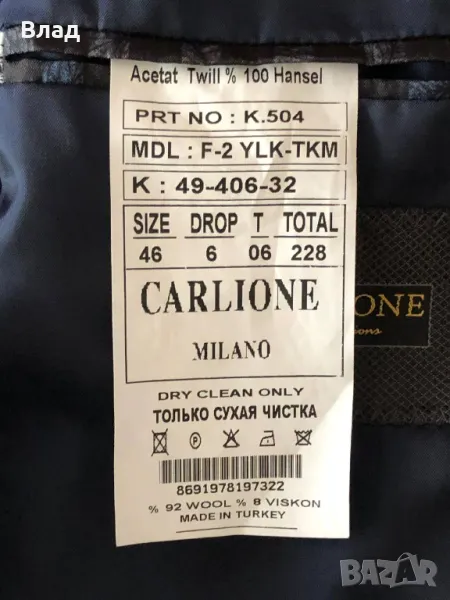 Влад
Acetat Twill % 100 Hansel
PRT NO : K.504
MDL : F-2 YLK-TKM
K : 49-406-32
SIZE DROP T TOTAL
46 6 06 228
CARLIONE
MILANO
IONE
DRY CLEAN ONLY
ТОЛЬКО СУХАЯ ЧИСТКА
8691978197322
% 92 WOOL % 8 VISKON
MADE IN TURKEY
BAZAR